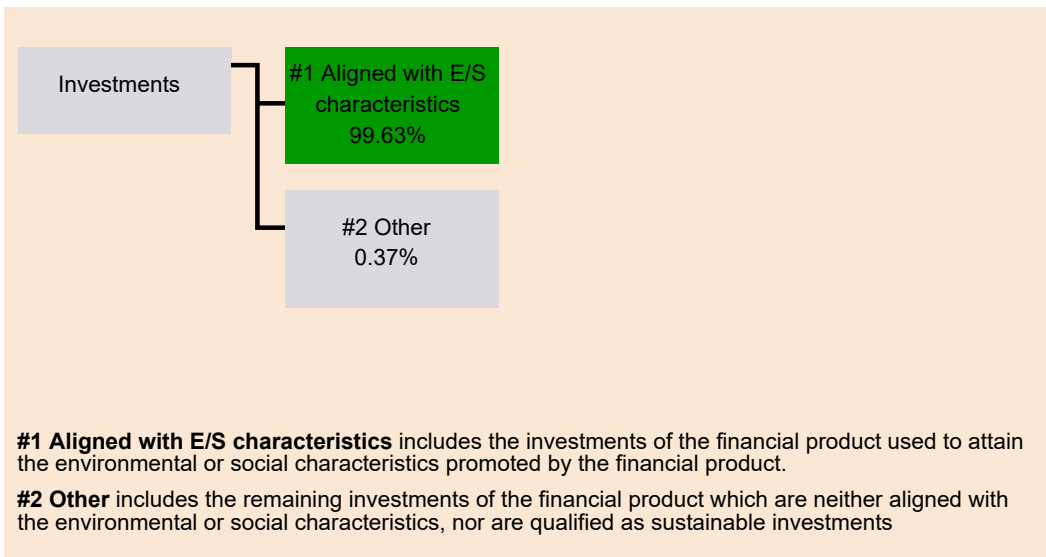 Investments
#1 Aligned with E/S
characteristics
99.63%
#2 Other
0.37%
#1 Aligned with E/S characteristics includes the investments of the financial product used to attain
the environmental or social characteristics promoted by the financial product.
#2 Other includes the remaining investments of the financial product which are neither aligned with
the environmental or social characteristics, nor are qualified as sustainable investments